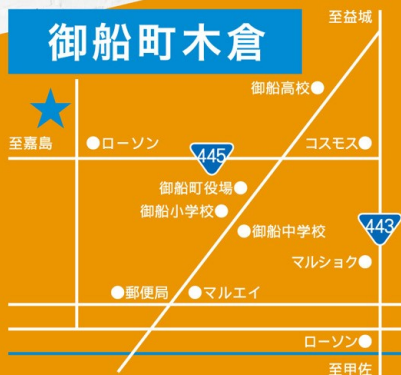 御船町木倉
至益城
御船高校
至嘉島
ローソン
445
コスモス
御船町役場
御船小学校
御船中学校
443
マルショク
郵便局
マルエイ
ローソン
至甲佐